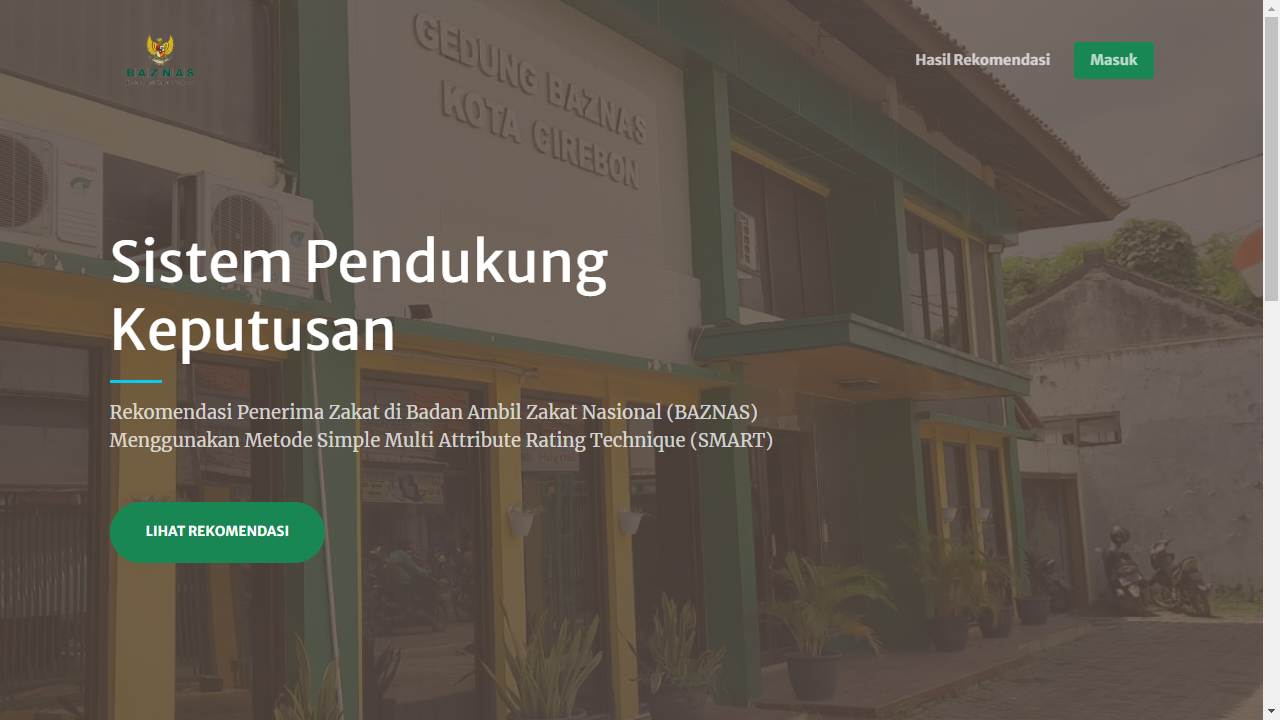 BAZNAS
Hasil Rekomendasi
Masuk
GEDUNG BAZNAS
KOTA CIREBON
Sistem Pendukung
Keputusan
Rekomendasi Penerima Zakat di Badan Ambil Zakat Nasional (BAZNAS)
Menggunakan Metode Simple Multi Attribute Rating Technique (SMART)
LIHAT REKOMENDASI